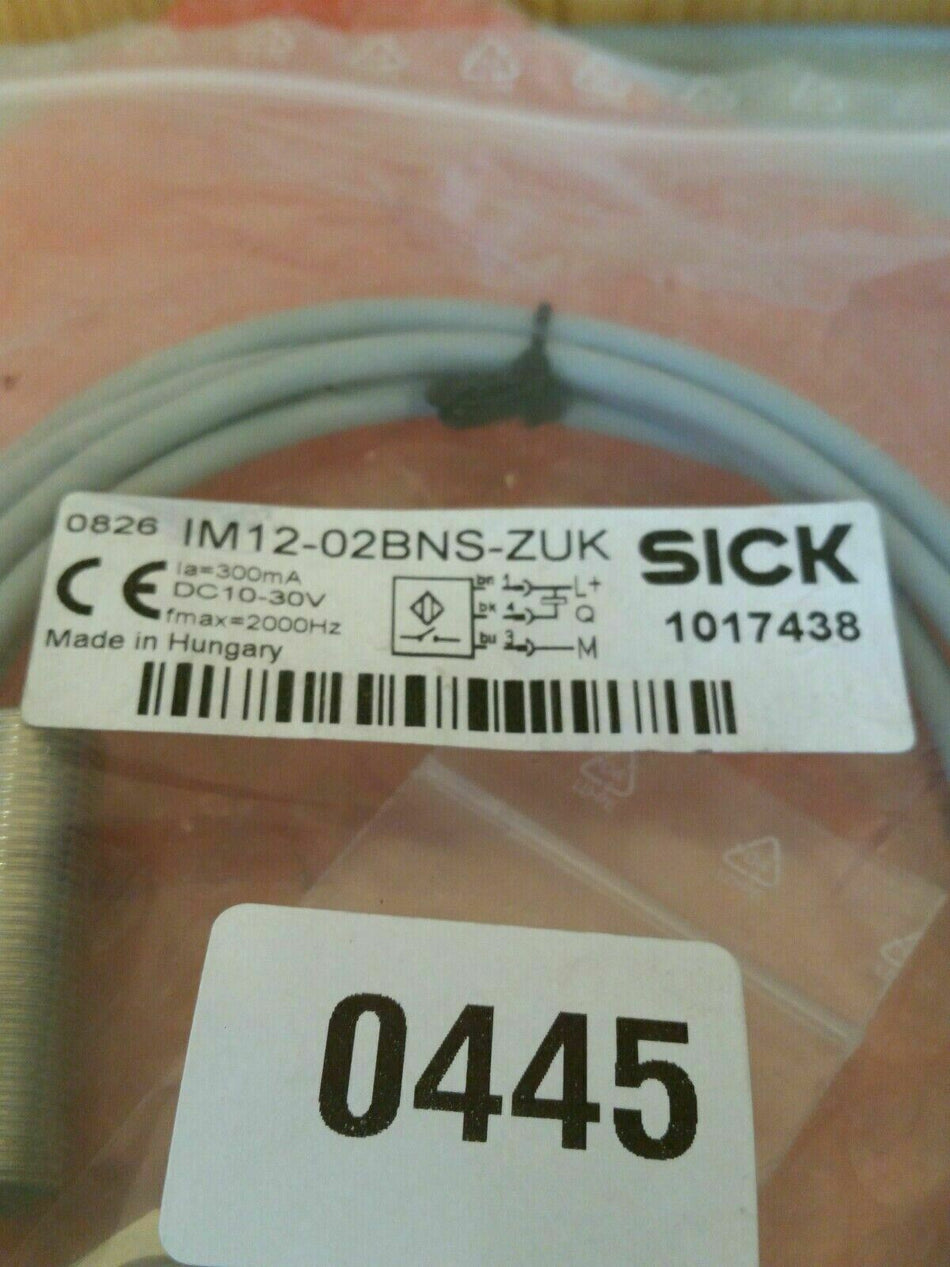 0826 IM12-02BNS-ZUK SICK
CE Ia=300mA
DC10-30V
fmax=2000Hz
Made in Hungary
bn 1 L+
bk 4 Q
bu 3 M
1017438
0445